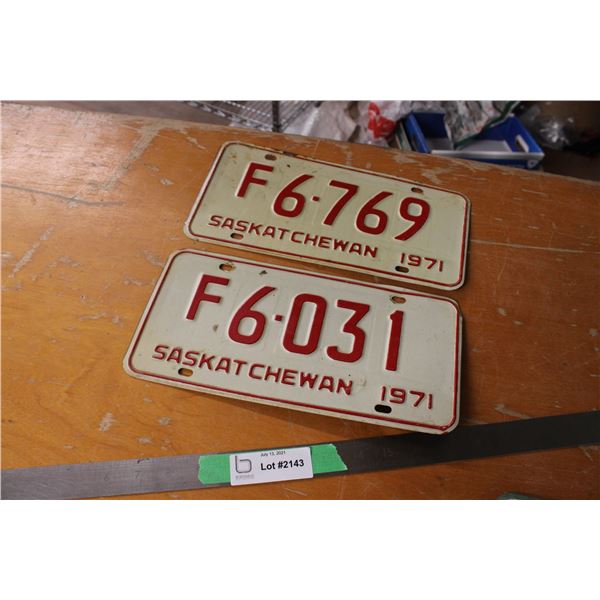 F6-769
SASKATCHEWAN 1971
F6-031
SASKATCHEWAN 1971
July 13, 2021
Lot #2143